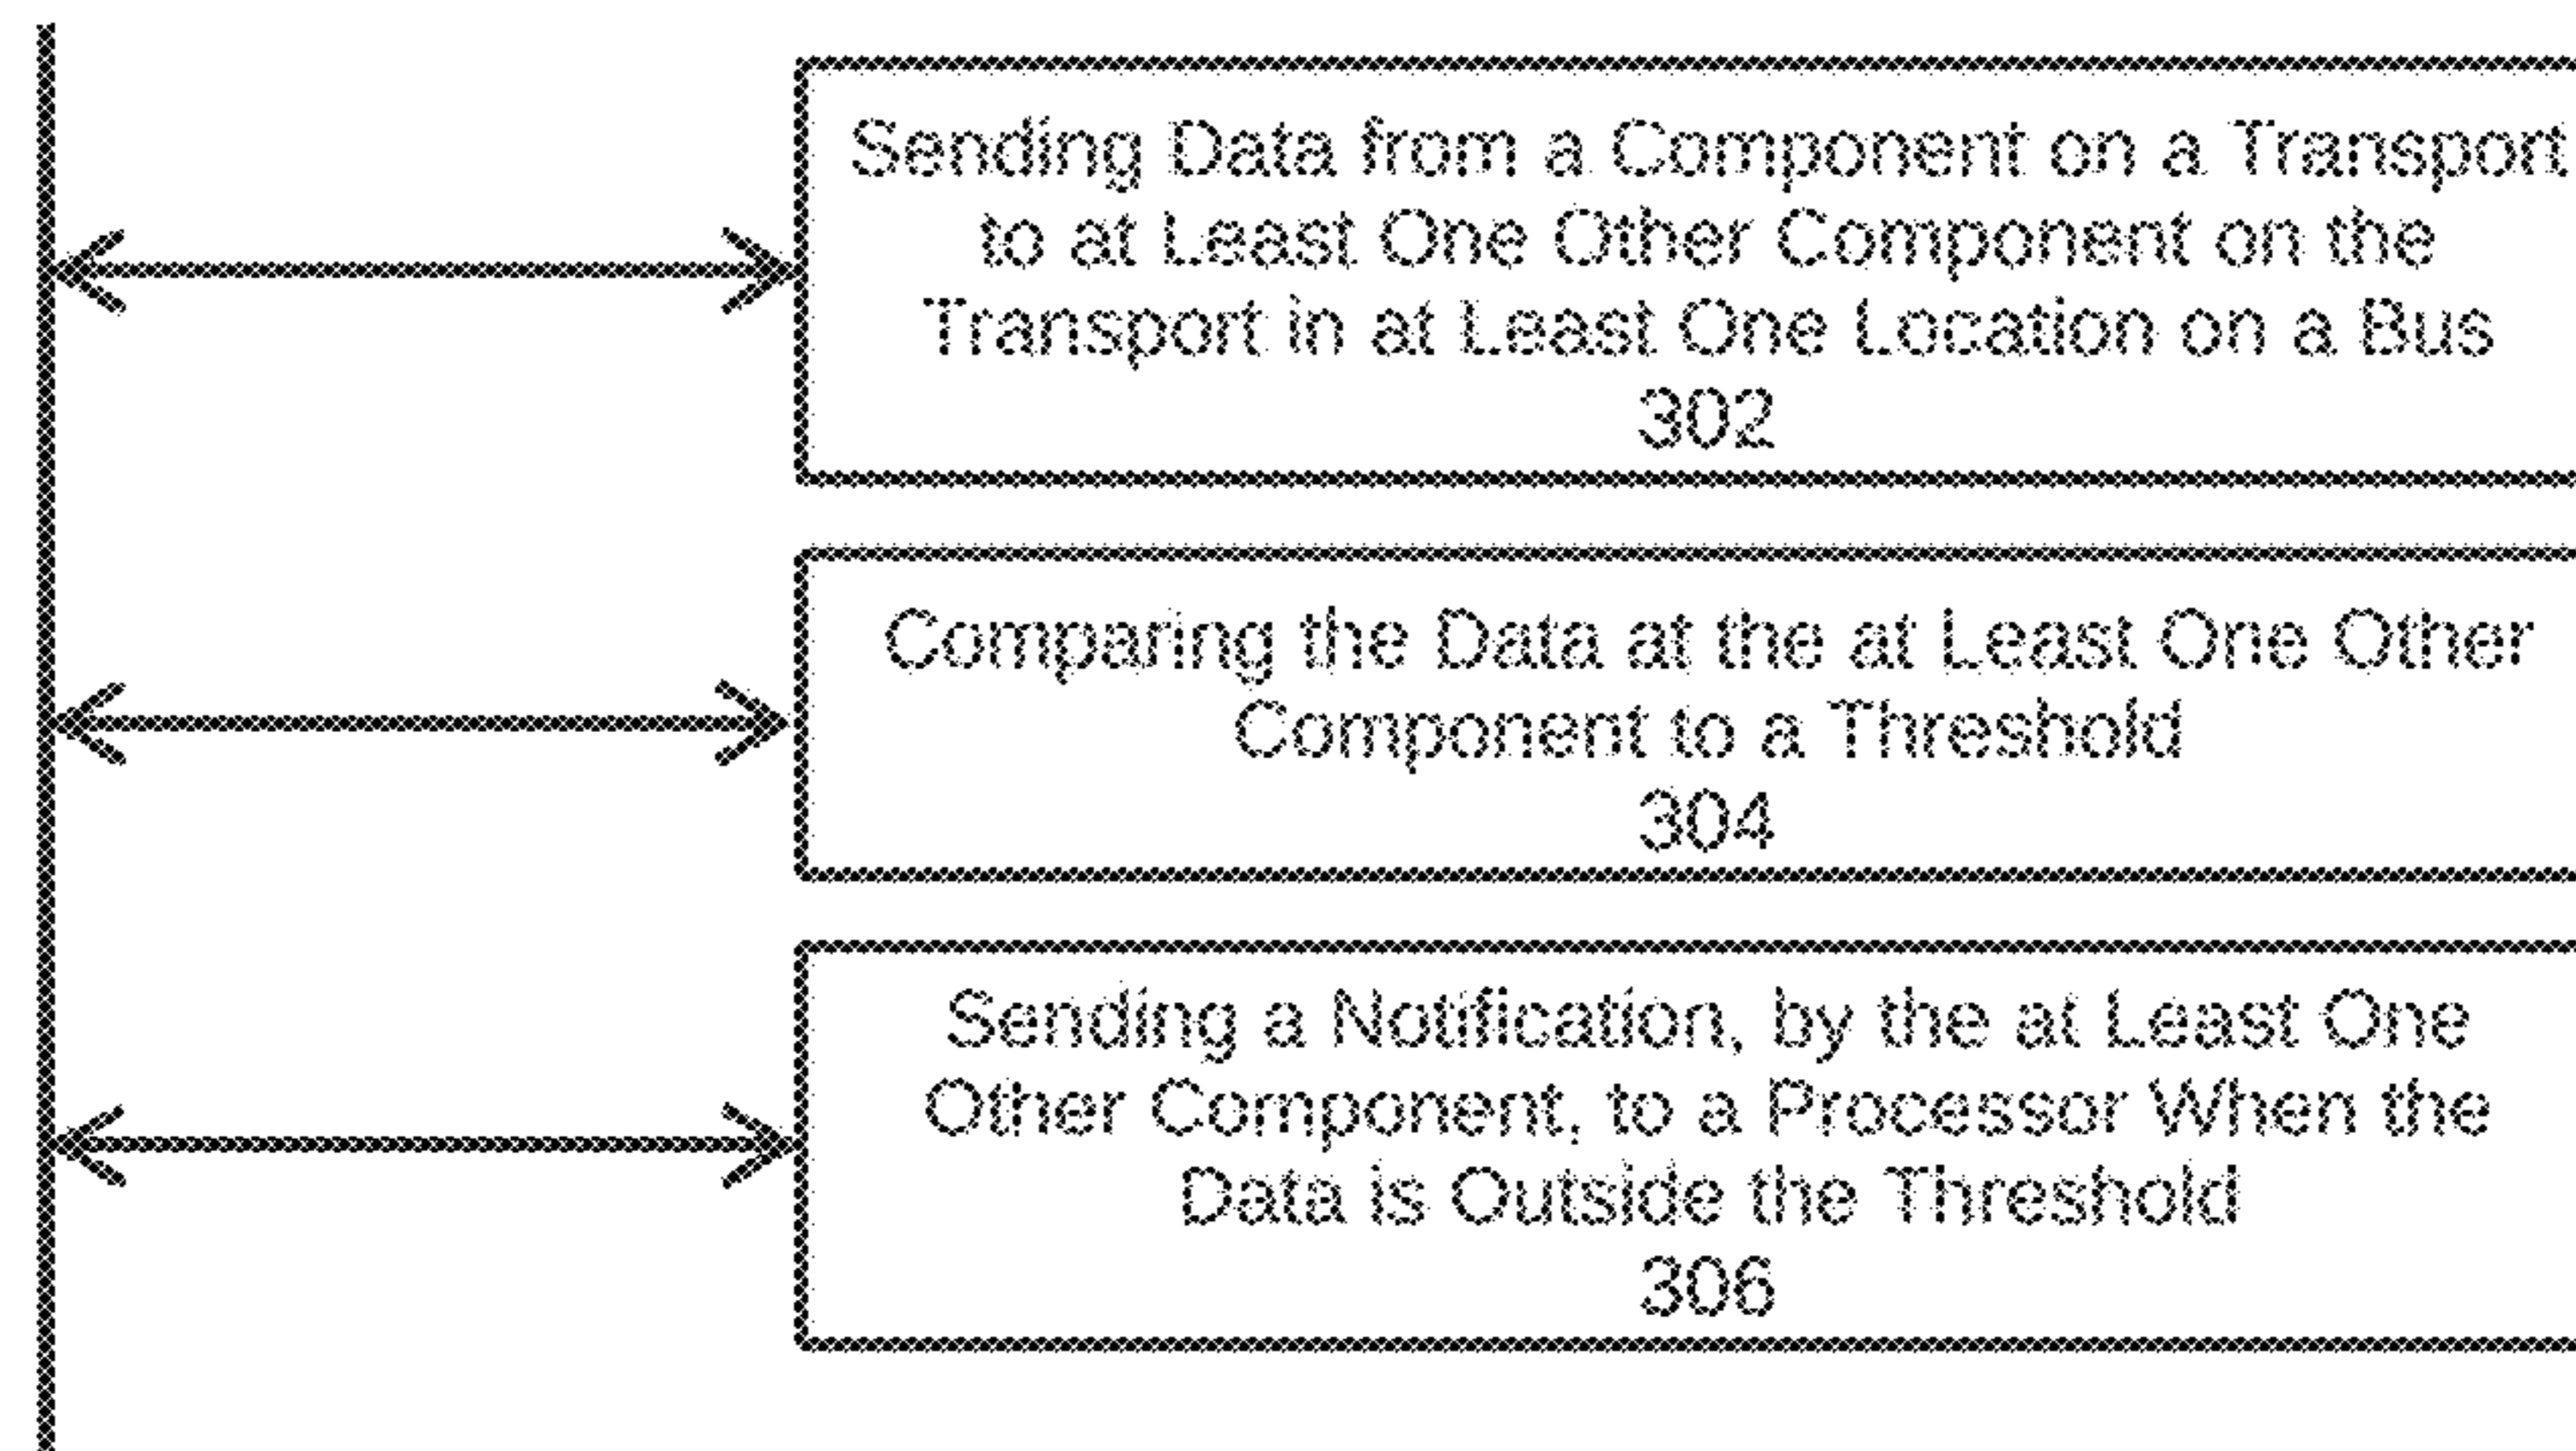 Sending Data from a Component on a Transport
to at Least One Other Component on the
Transport in at Least One Location on a Bus
302
Comparing the Data at the at Least One Other
Component to a Threshold
304
Sending a Notification, by the at Least One
Other Component, to a Processor When the
Data is Outside the Threshold
306